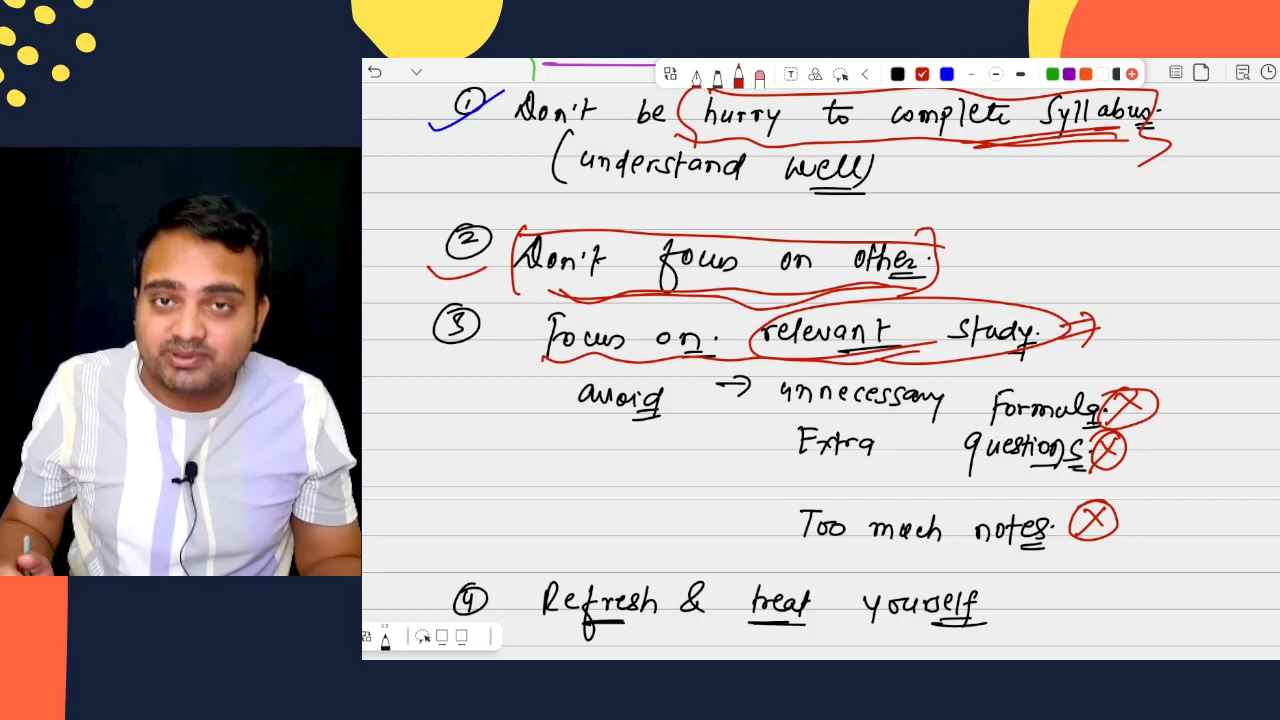 ① Don't be hurry to complete syllabus.
(understand well)
② Don't focus on other.
③ Focus on relevant study.
avoid → unnecessary formula. X
Extra questions. X
Too much notes. X
④ Refresh & treat yourself